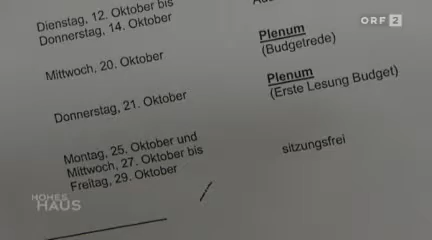 Dienstag, 12. Oktober bis
Donnerstag, 14. Oktober
Mittwoch, 20. Oktober
Plenum
(Budgetrede)
Donnerstag, 21. Oktober
Plenum
(Erste Lesung Budget)
Montag, 25. Oktober und
Mittwoch, 27. Oktober bis
Freitag, 29. Oktober
sitzungsfrei
ORF 2
HOHES
HAUS